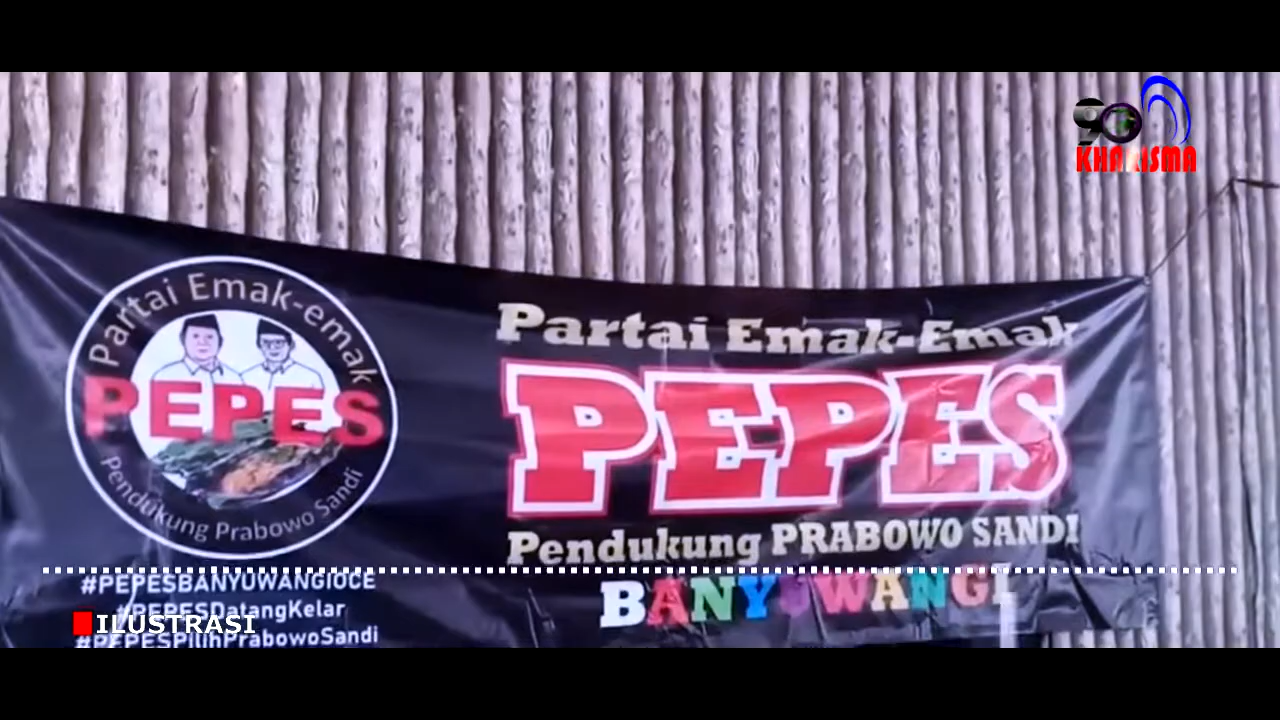 90
KHARISMA
Partai Emak-emak
PEPES
Pendukung Prabowo Sandi
Partai Emak-Emak
PEPES
Pendukung PRABOWO SANDI
BANYUWANGI
#PEPESBANYUWANGIOCE
#PEPESDatangKelar
#PEPESPilihPrabowoSandi
ILUSTRASI